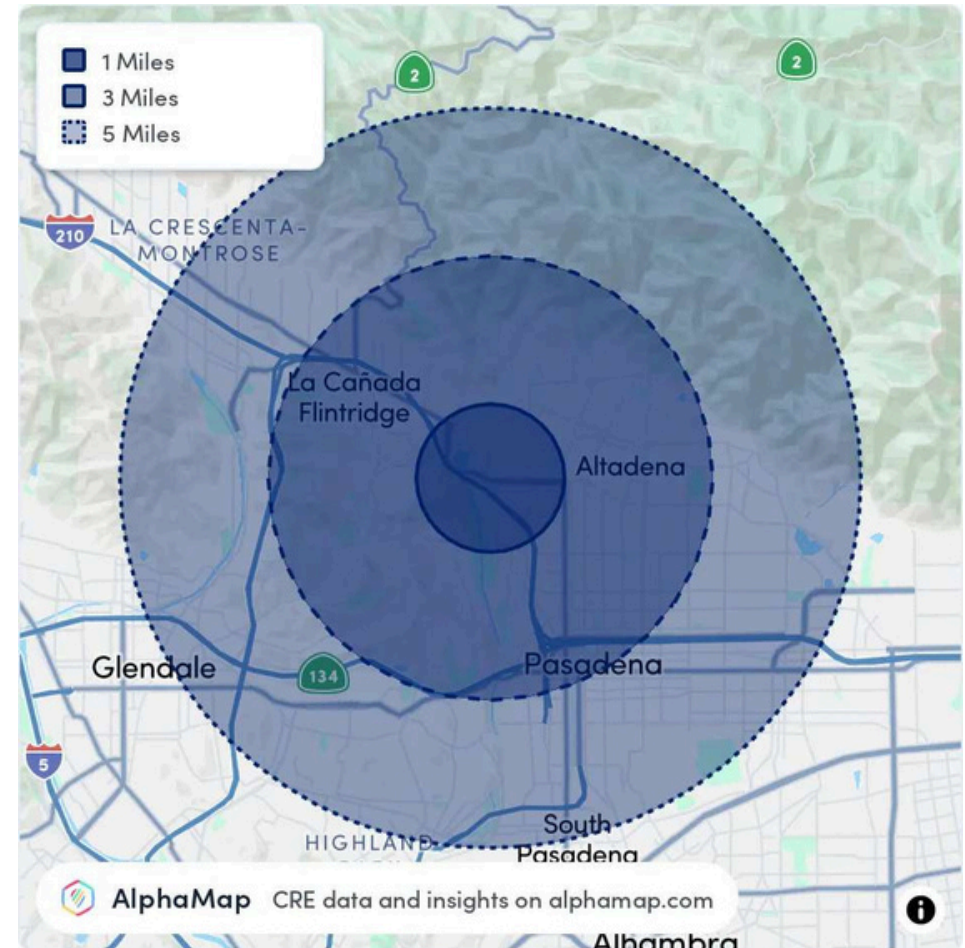 1 Miles
3 Miles
5 Miles
2
2
210
LA CRESCENTA-
MONTROSE
La Cañada
Flintridge
Altadena
Glendale
134
Pasadena
5
HIGHLAND
South
Pasadena
AlphaMap CRE data and insights on alphamap.com
Alhambra